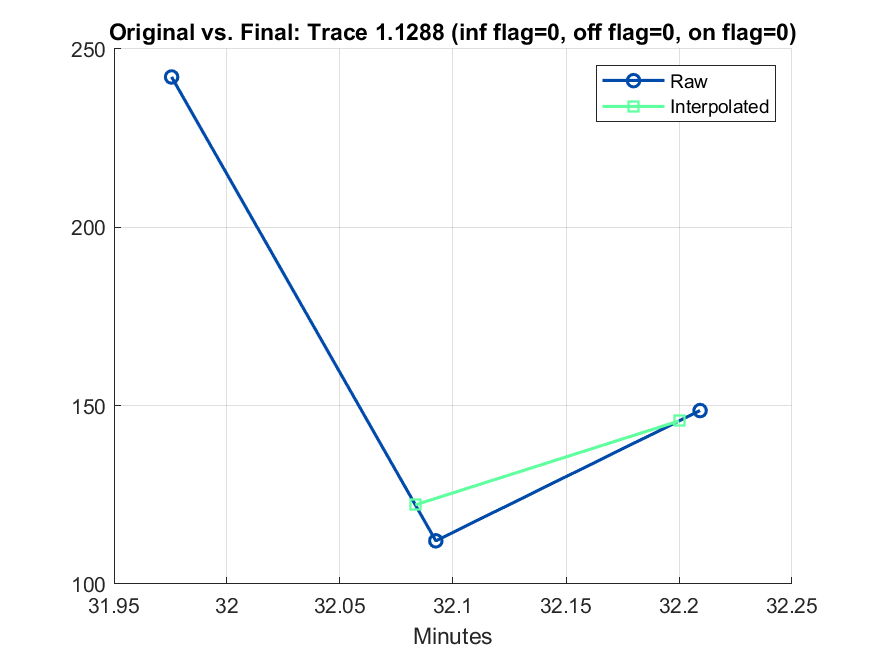 Original vs. Final: Trace 1.1288 (inf flag=0, off flag=0, on flag=0)
250
Raw
Interpolated
200
150
100
31.95 32 32.05 32.1 32.15 32.2 32.25
Minutes